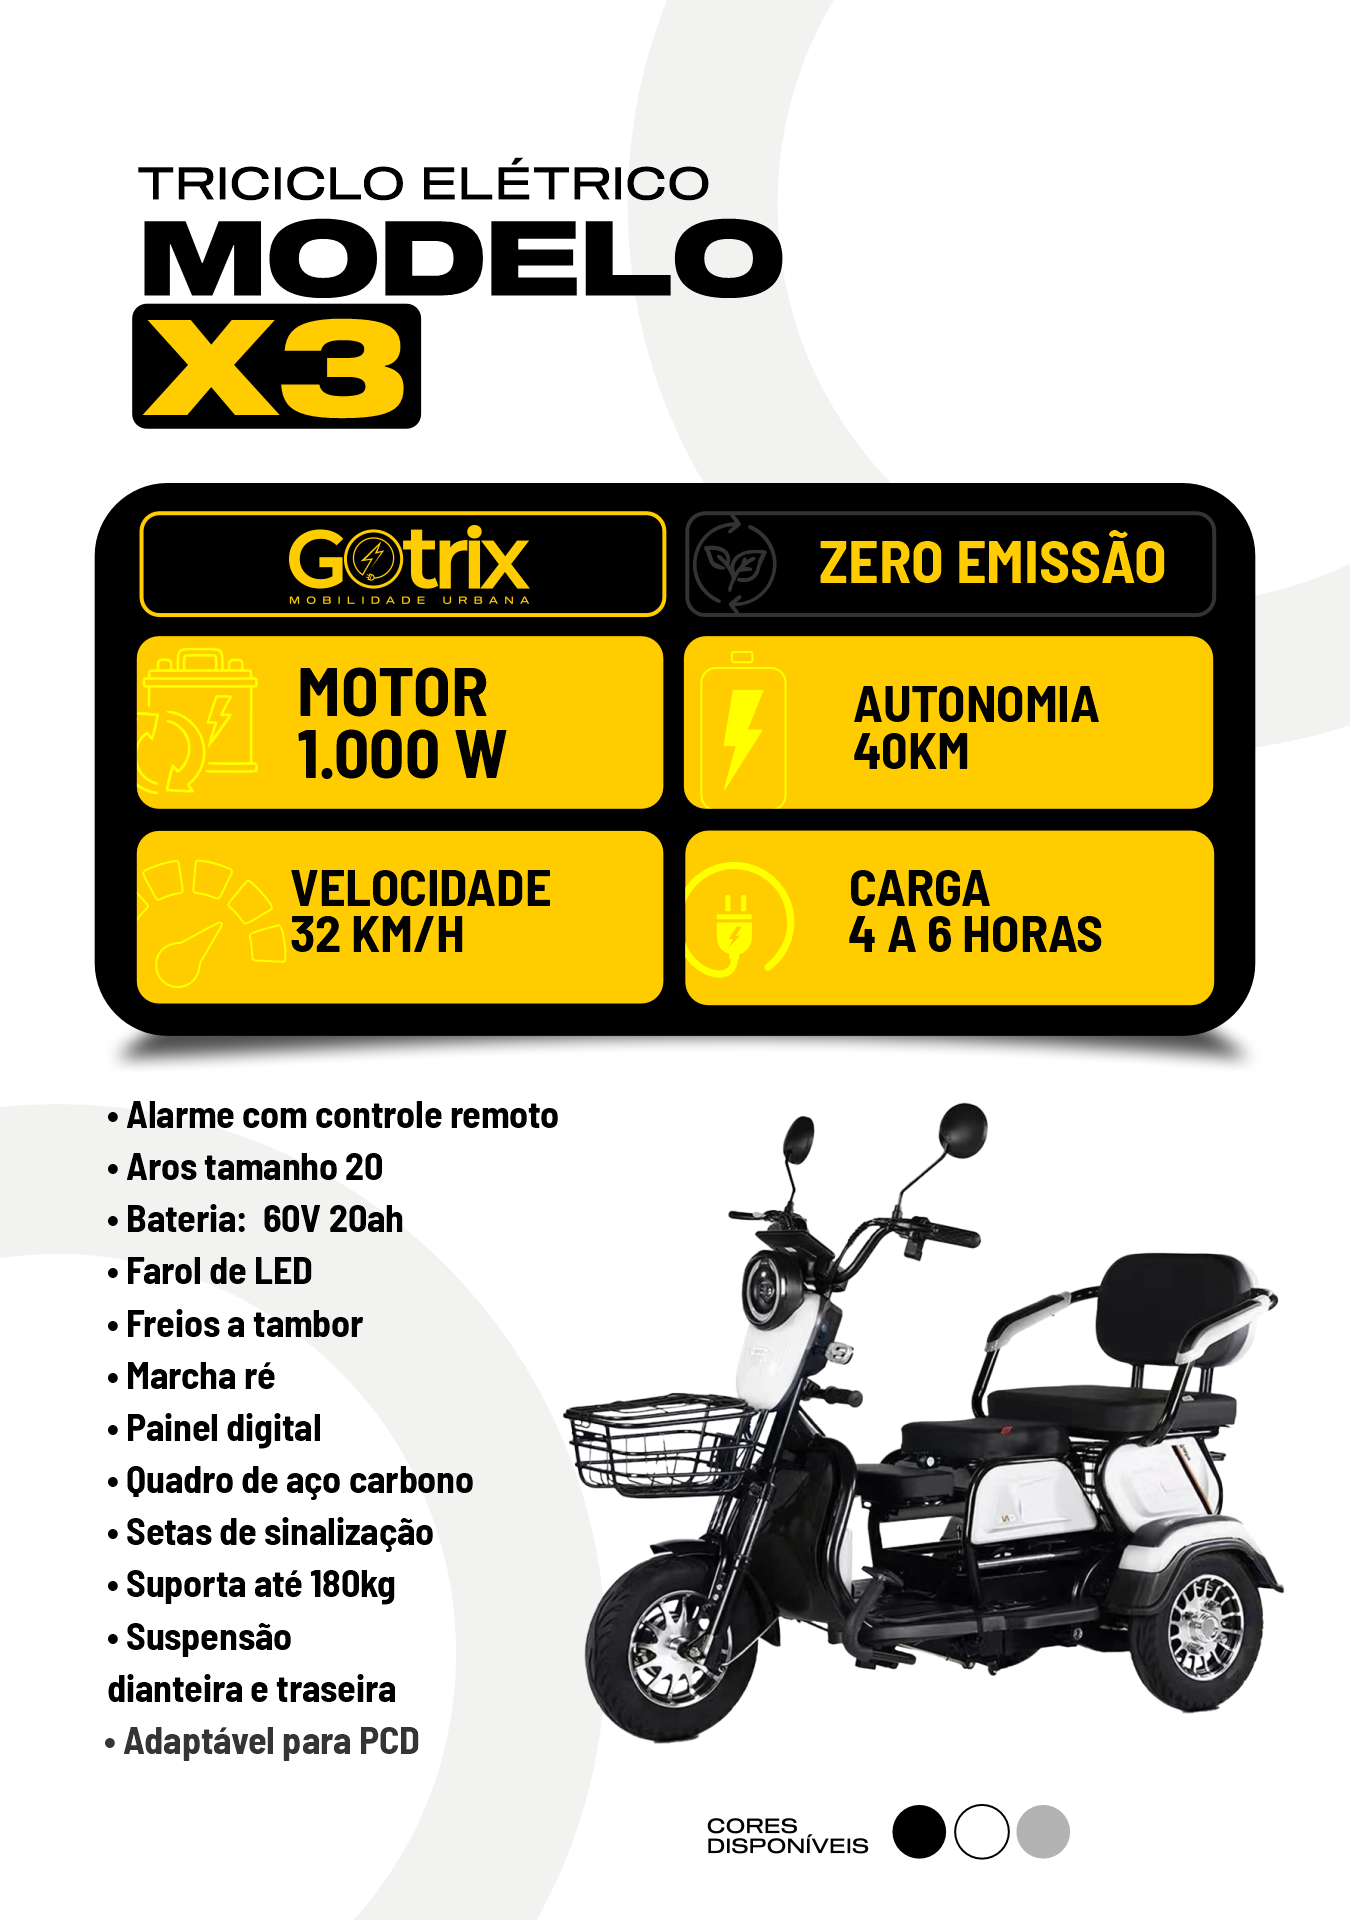 TRICICLO ELÉTRICO
MODELO
X3
Gotrix
MOBILIDADE URBANA
ZERO EMISSÃO
MOTOR
1.000 W
AUTONOMIA
40KM
VELOCIDADE
32 KM/H
CARGA
4 A 6 HORAS
• Alarme com controle remoto
• Aros tamanho 20
• Bateria:  60V 20ah
• Farol de LED
• Freios a tambor
• Marcha ré
• Painel digital
• Quadro de aço carbono
• Setas de sinalização
• Suporta até 180kg
• Suspensão
dianteira e traseira
• Adaptável para PCD
CORES
DISPONÍVEIS